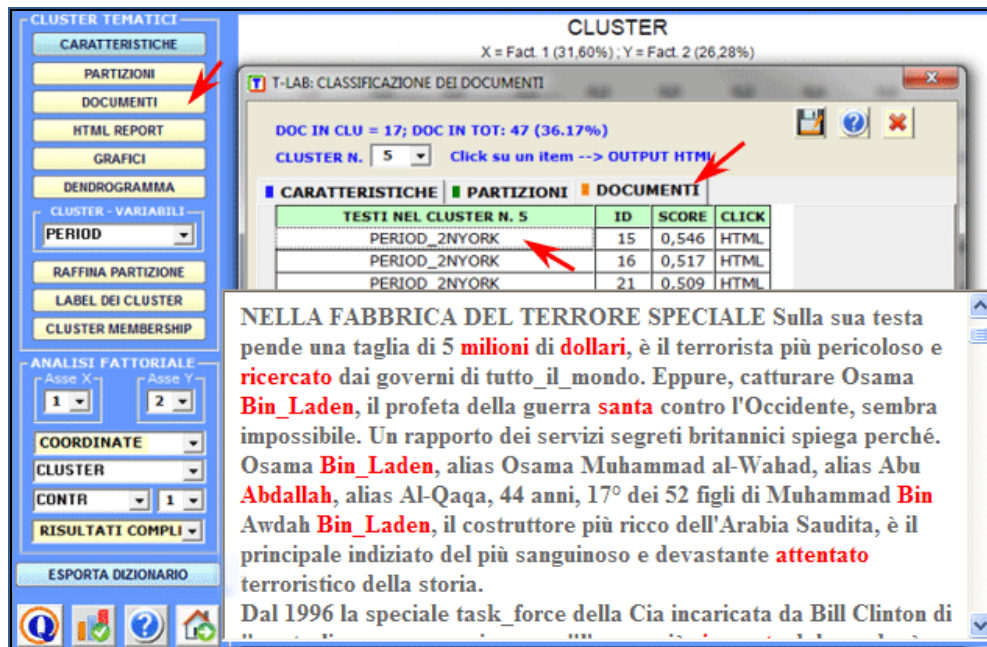 CLUSTER TEMATICI
CARATTERISTICHE
PARTIZIONI
DOCUMENTI
HTML REPORT
GRAFICI
DENDROGRAMMA
CLUSTER - VARIABILI
PERIOD
RAFFINA PARTIZIONE
LABEL DEI CLUSTER
CLUSTER MEMBERSHIP
ANALISI FATTORIALE
Asse X Asse Y
1 2
COORDINATE
CLUSTER
CONTR 1
RISULTATI COMPLI
ESPORTA DIZIONARIO
CLUSTER
X = Fact. 1 (31,60%) ; Y = Fact. 2 (26,28%)
T-LAB: CLASSIFICAZIONE DEI DOCUMENTI
DOC IN CLU = 17; DOC IN TOT: 47 (36.17%)
CLUSTER N. 5 Click su un item --> OUTPUT HTML
CARATTERISTICHE PARTIZIONI DOCUMENTI
TESTI NEL CLUSTER N. 5 ID SCORE CLICK
PERIOD_2NYORK 15 0,546 HTML
PERIOD_2NYORK 16 0,517 HTML
PERIOD_2NYORK 21 0,509 HTML
NELLA FABBRICA DEL TERRORE SPECIALE Sulla sua testa
pende una taglia di 5 milioni di dollari, è il terrorista più pericoloso e
ricercato dai governi di tutto_il_mondo. Eppure, catturare Osama
Bin_Laden, il profeta della guerra santa contro l'Occidente, sembra
impossibile. Un rapporto dei servizi segreti britannici spiega perché.
Osama Bin_Laden, alias Osama Muhammad al-Wahad, alias Abu
Abdallah, alias Al-Qaqa, 44 anni, 17° dei 52 figli di Muhammad Bin
Awdah Bin_Laden, il costruttore più ricco dell'Arabia Saudita, è il
principale indiziato del più sanguinoso e devastante attentato
terroristico della storia.
Dal 1996 la speciale task_force della Cia incaricata da Bill Clinton di